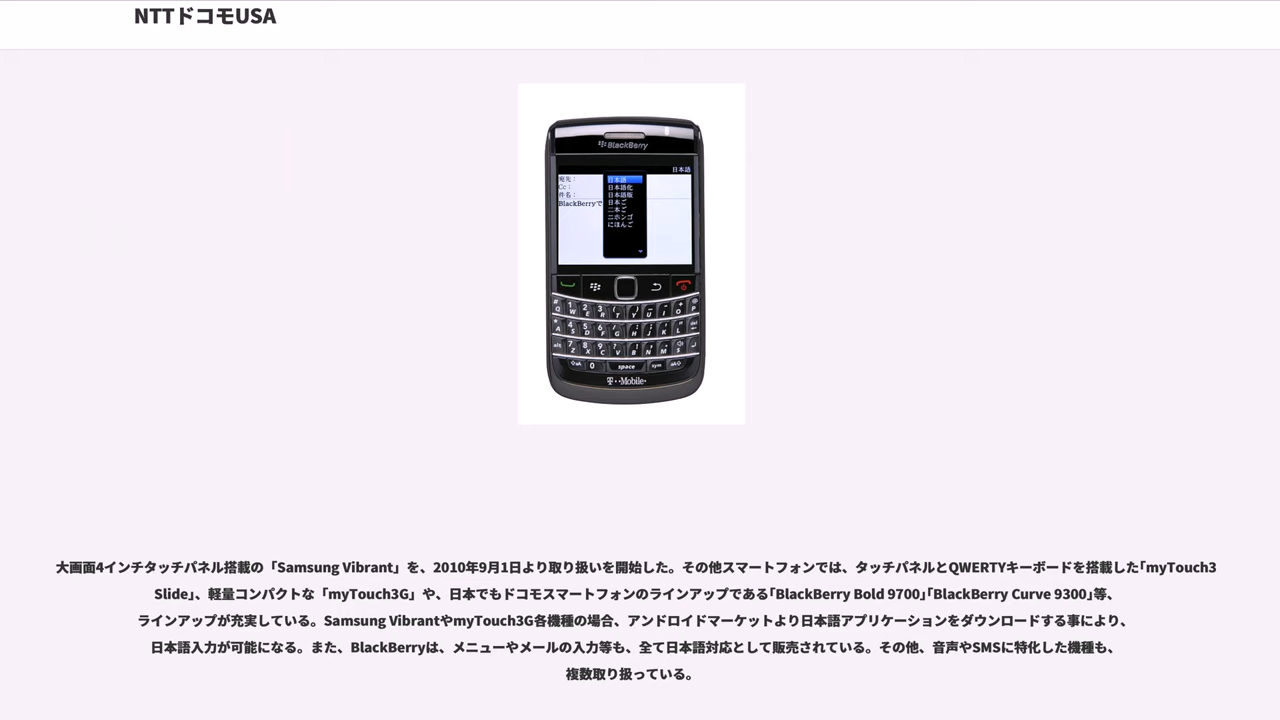 NTTドコモUSA
BlackBerry
日本語
宛先：
Cc：
件名：
BlackBerryで
日本語
日本語化
日本語版
日本ご
二本ご
ニホンゴ
にほんご
alt
0
space
sym
T··Mobile·
大画面4インチタッチパネル搭載の「Samsung Vibrant」を、2010年9月1日より取り扱いを開始した。その他スマートフォンでは、タッチパネルとQWERTYキーボードを搭載した｢myTouch3
Slide｣、軽量コンパクトな「myTouch3G」や、日本でもドコモスマートフォンのラインアップである｢BlackBerry Bold 9700｣｢BlackBerry Curve 9300｣等、
ラインアップが充実している。Samsung VibrantやmyTouch3G各機種の場合、アンドロイドマーケットより日本語アプリケーションをダウンロードする事により、
日本語入力が可能になる。また、BlackBerryは、メニューやメールの入力等も、全て日本語対応として販売されている。その他、音声やSMSに特化した機種も、
複数取り扱っている。